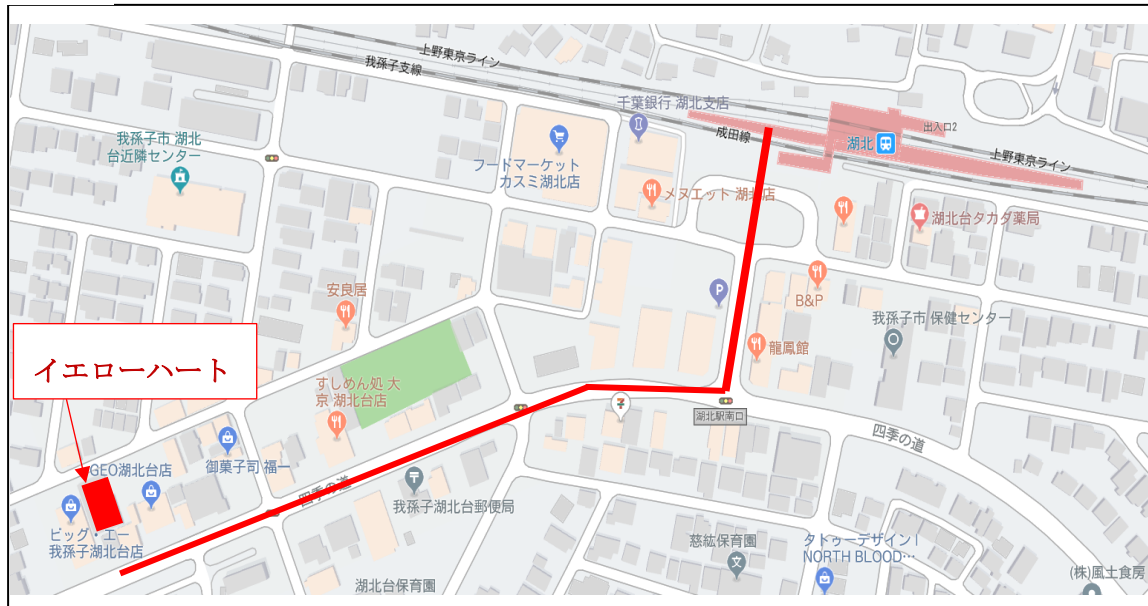 上野東京ライン
我孫子支線
千葉銀行 湖北支店
成田線
出入口2
湖北
上野東京ライン
我孫子市 湖北
台近隣センター
フードマーケット
カスミ湖北店
メヌエット 湖北店
湖北台タカダ薬局
安良居
P
B&P
我孫子市 保健センター
龍鳳館
イエローハート
すしめん処 大
京 湖北台店
湖北駅南口
四季の道
御菓子司 福一
GEO湖北台店
四季の道
我孫子湖北台郵便局
ビッグ・エー
我孫子湖北台店
慈紘保育園
タトゥーデザイン |
NORTH BLOOD…
湖北台保育園
(株)風土食房